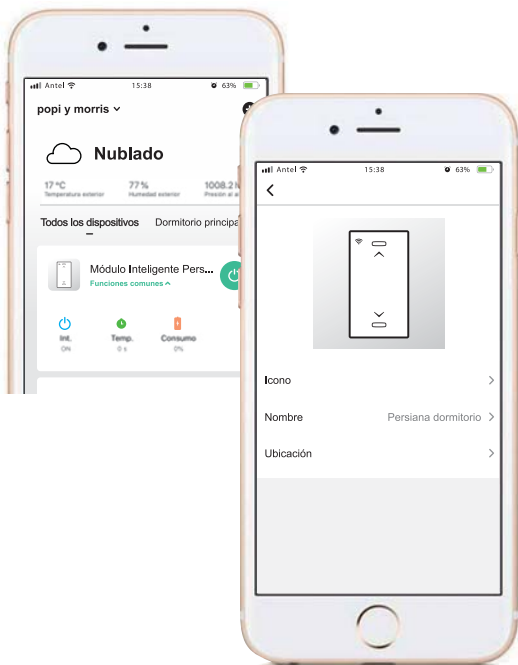 Antel 15:38 63%
popi y morris
Nublado
17 °C 77 % 1008.2
Temperatura exterior Humedad exterior Presión al
Todos los dispositivos Dormitorio principa
Módulo Inteligente Pers...
Funciones comunes
Int. Temp. Consumo
ON 0 s 0%
Antel 15:38 63%
Icono
Nombre Persiana dormitorio
Ubicación